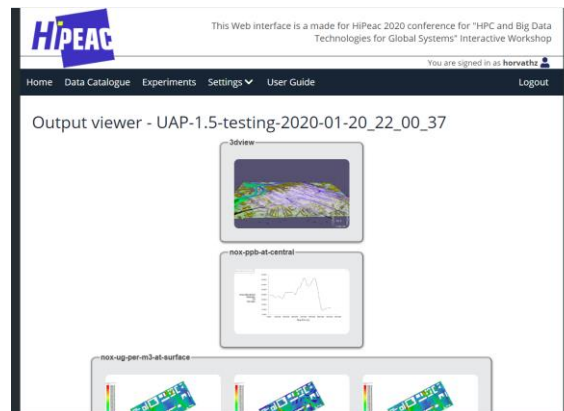 HiPEAC
This Web interface is made for HiPeac 2020 conference for "HPC and Big Data
Technologies for Global Systems" Interactive Workshop
You are signed in as horvathz
Home Data Catalogue Experiments Settings User Guide Logout
Output viewer - UAP-1.5-testing-2020-01-20_22_00_37
3dview
nox-ppb-at-central
nox-ug-per-m3-at-surface